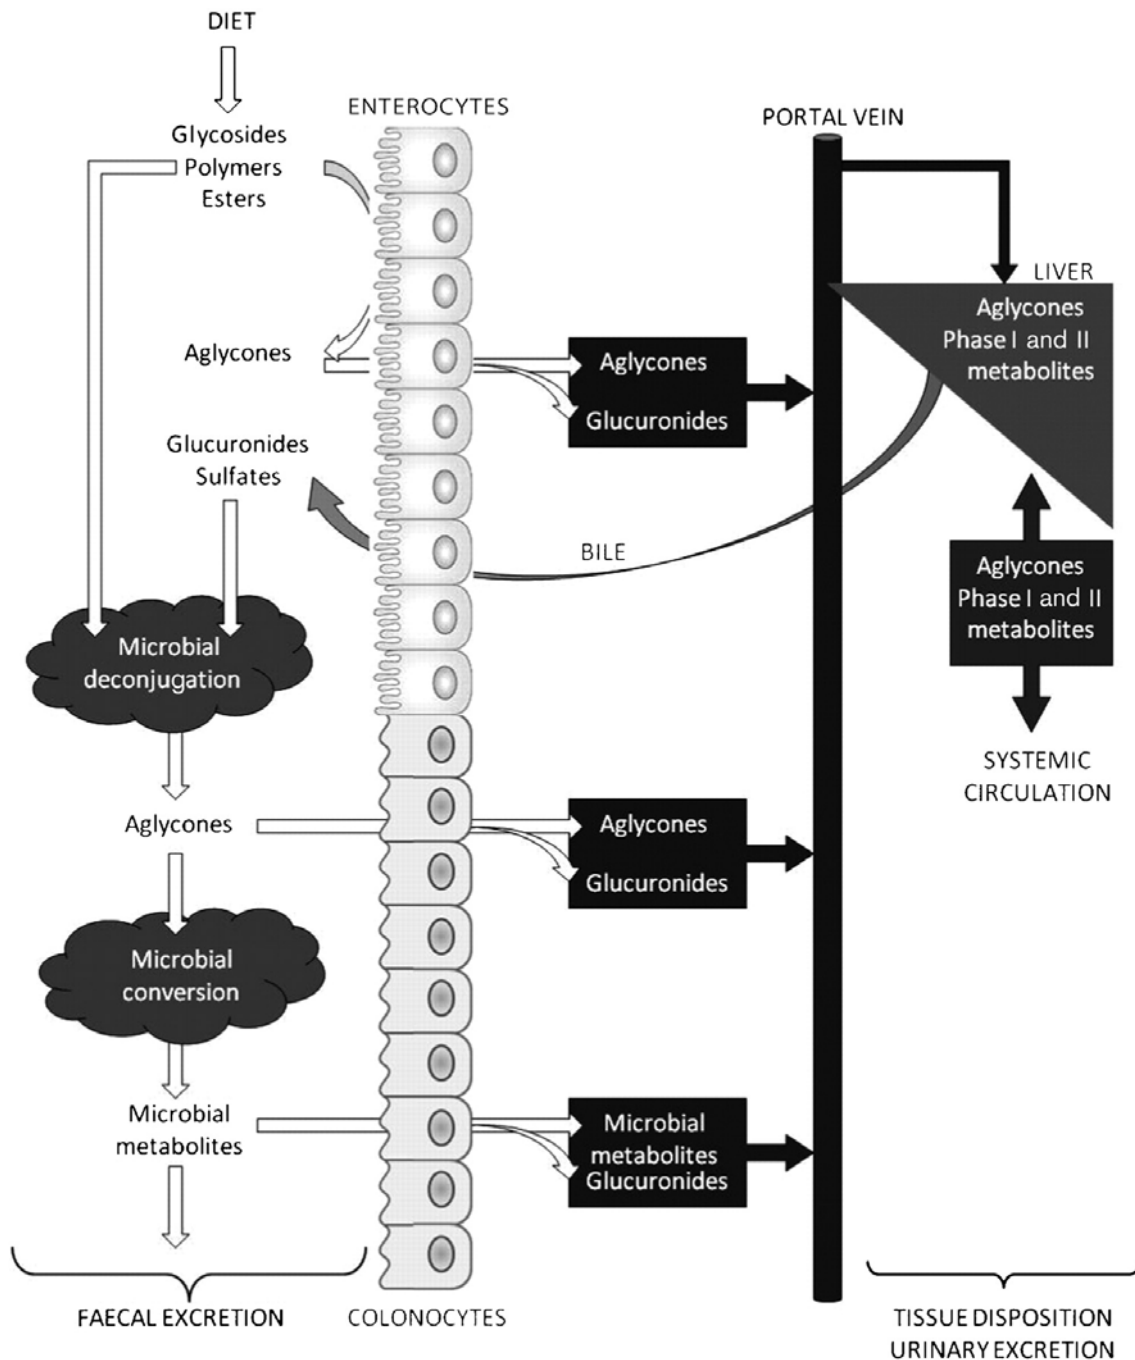 DIET
ENTEROCYTES
PORTAL VEIN
Glycosides
Polymers
Esters
LIVER
Aglycones
Phase I and II
metabolites
Aglycones
Aglycones
Glucuronides
Glucuronides
Sulfates
BILE
Aglycones
Phase I and II
metabolites
Microbial
deconjugation
SYSTEMIC
CIRCULATION
Aglycones
Aglycones
Glucuronides
Microbial
conversion
Microbial
metabolites
Microbial
metabolites
Glucuronides
FAECAL EXCRETION
COLONOCYTES
TISSUE DISPOSITION
URINARY EXCRETION